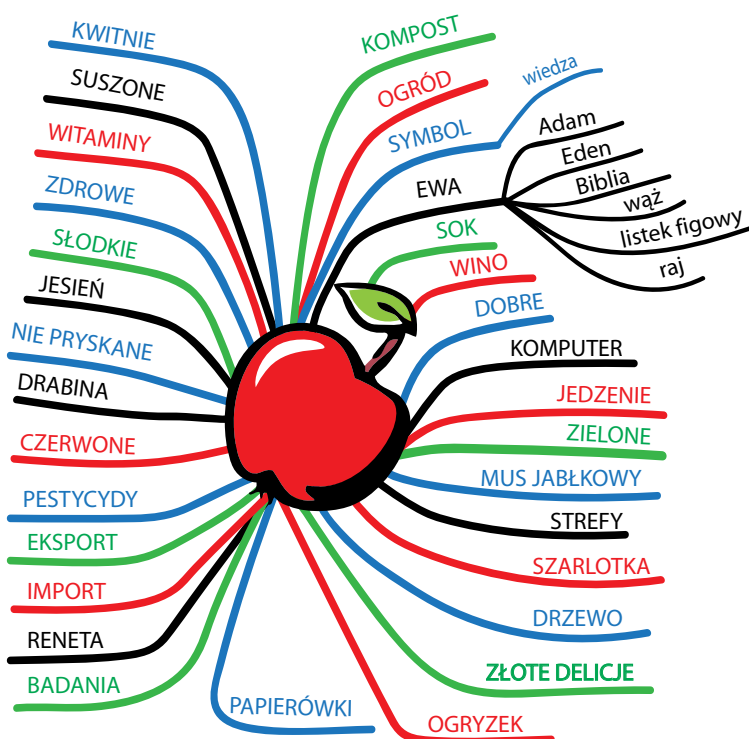 KWITNIE
SUSZONE
WITAMINY
ZDROWE
SŁODKIE
JESIEŃ
NIE PRYSKANE
DRABINA
CZERWONE
PESTYCYDY
EKSPORT
IMPORT
RENETA
BADANIA
PAPIERÓWKI
KOMPOST
OGRÓD
SYMBOL
wiedza
EWA
Adam
Eden
Biblia
wąż
listek figowy
raj
SOK
WINO
DOBRE
KOMPUTER
JEDZENIE
ZIELONE
MUS JABŁKOWY
STREFY
SZARLOTKA
DRZEWO
ZŁOTE DELICJE
OGRYZEK